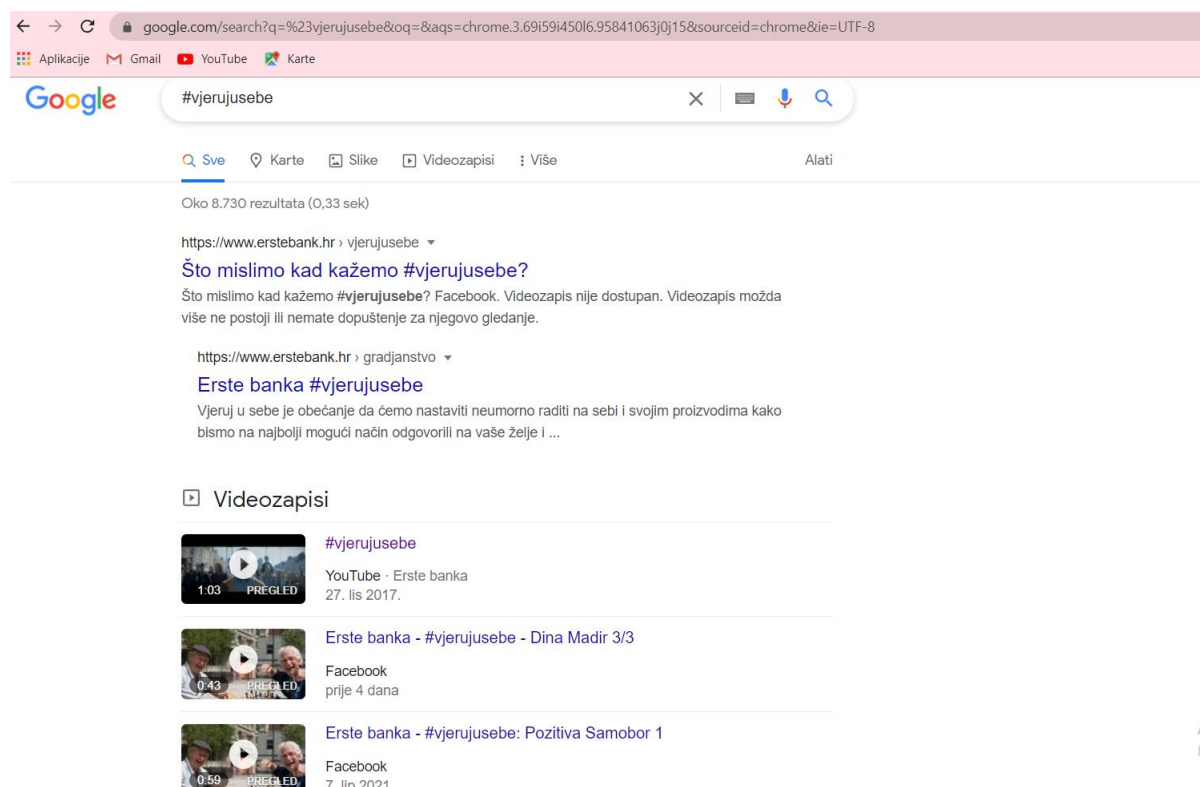 google.com/search?q=%23vjerujusebe&oq=&aqs=chrome.3.69i59i450l6.95841063j0j15&sourceid=chrome&ie=UTF-8
Aplikacije Gmail YouTube Karte
Google #vjerujusebe
Sve Karte Slike Videozapisi Više Alati
Oko 8.730 rezultata (0,33 sek)
https://www.erstebank.hr › vjerujusebe
Što mislimo kad kažemo #vjerujusebe?
Što mislimo kad kažemo #vjerujusebe? Facebook. Videozapis nije dostupan. Videozapis možda
više ne postoji ili nemate dopuštenje za njegovo gledanje.
https://www.erstebank.hr › gradjanstvo
Erste banka #vjerujusebe
Vjeruj u sebe je obećanje da ćemo nastaviti neumorno raditi na sebi i svojim proizvodima kako
bismo na najbolji mogući način odgovorili na vaše želje i ...
Videozapisi
#vjerujusebe
YouTube · Erste banka
1:03 PREGLED
27. lis 2017.
Erste banka - #vjerujusebe - Dina Madir 3/3
Facebook
0:43 PREGLED
prije 4 dana
Erste banka - #vjerujusebe: Pozitiva Samobor 1
Facebook
0:59 PREGLED
7. lip 2021.